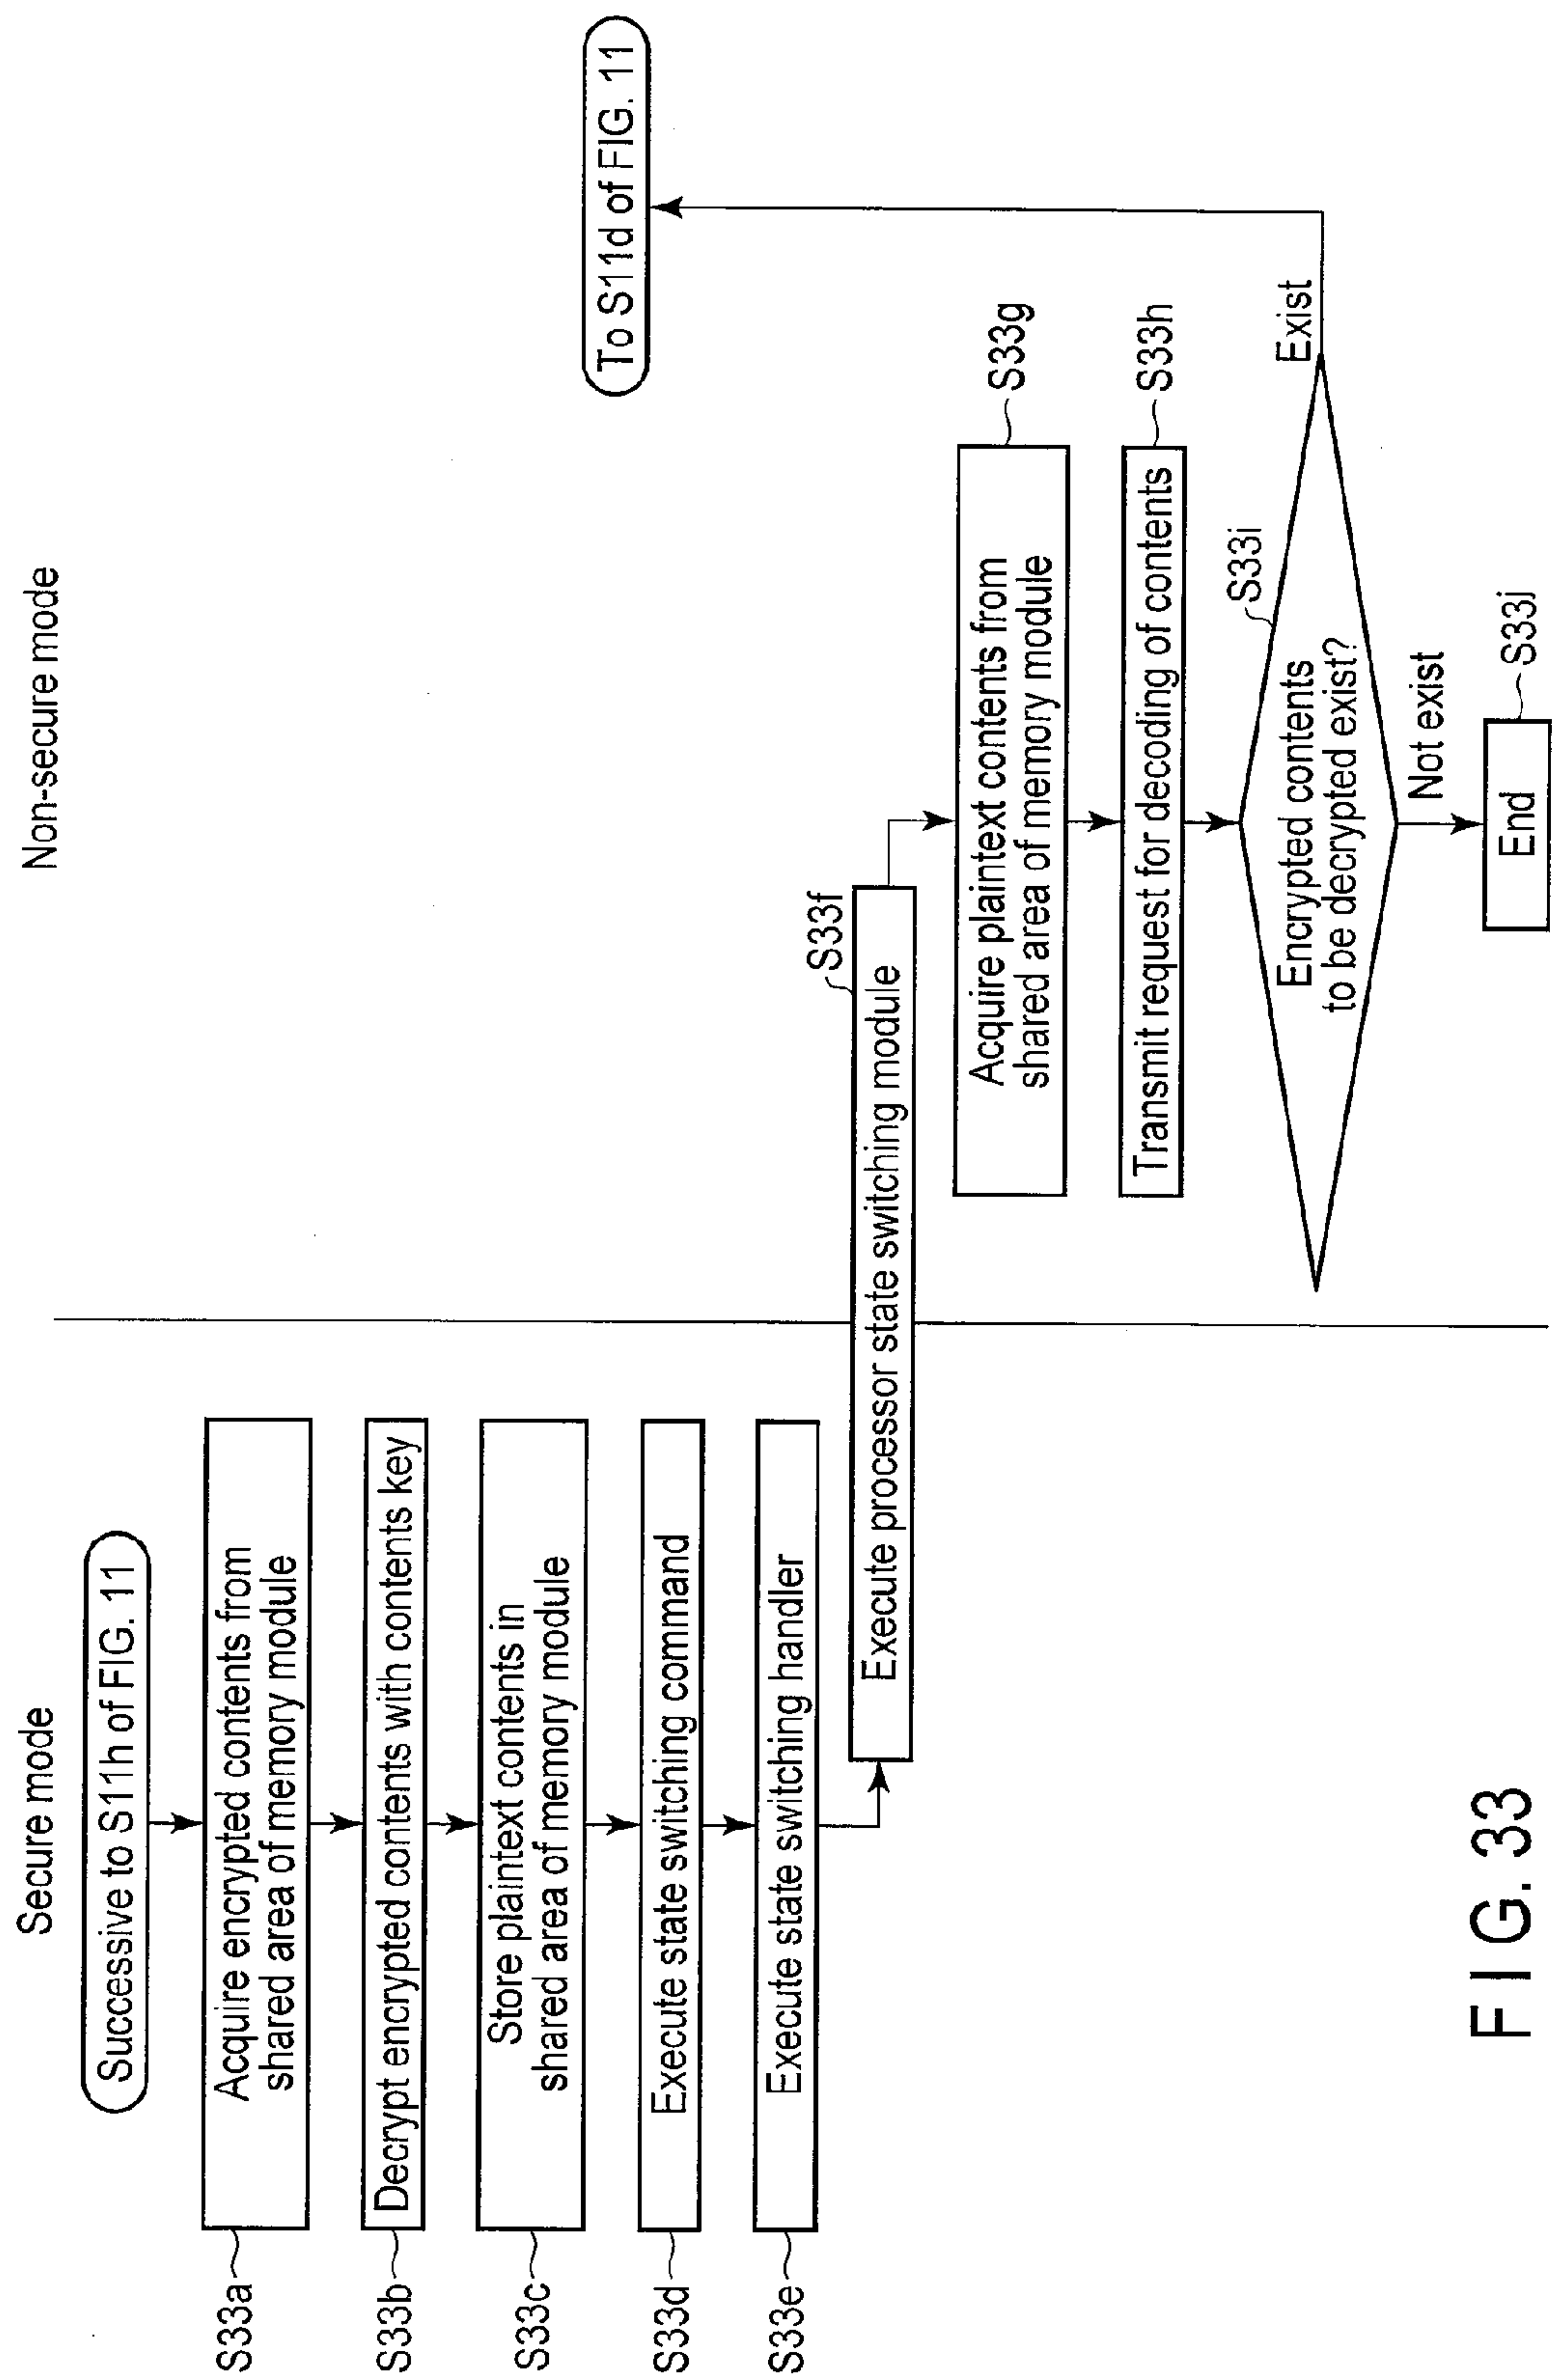 Secure mode
Non-secure mode
Successive to S11h of FIG. 11
S33a
Acquire encrypted contents from
shared area of memory module
S33b
Decrypt encrypted contents with contents key
S33c
Store plaintext contents in
shared area of memory module
S33d
Execute state switching command
S33e
Execute state switching handler
S33f
Execute processor state switching module
To S11d of FIG. 11
Acquire plaintext contents from
shared area of memory module
S33g
Transmit request for decoding of contents
S33h
S33i
Encrypted contents
to be decrypted exist?
Exist
Not exist
End
S33j
FIG. 33